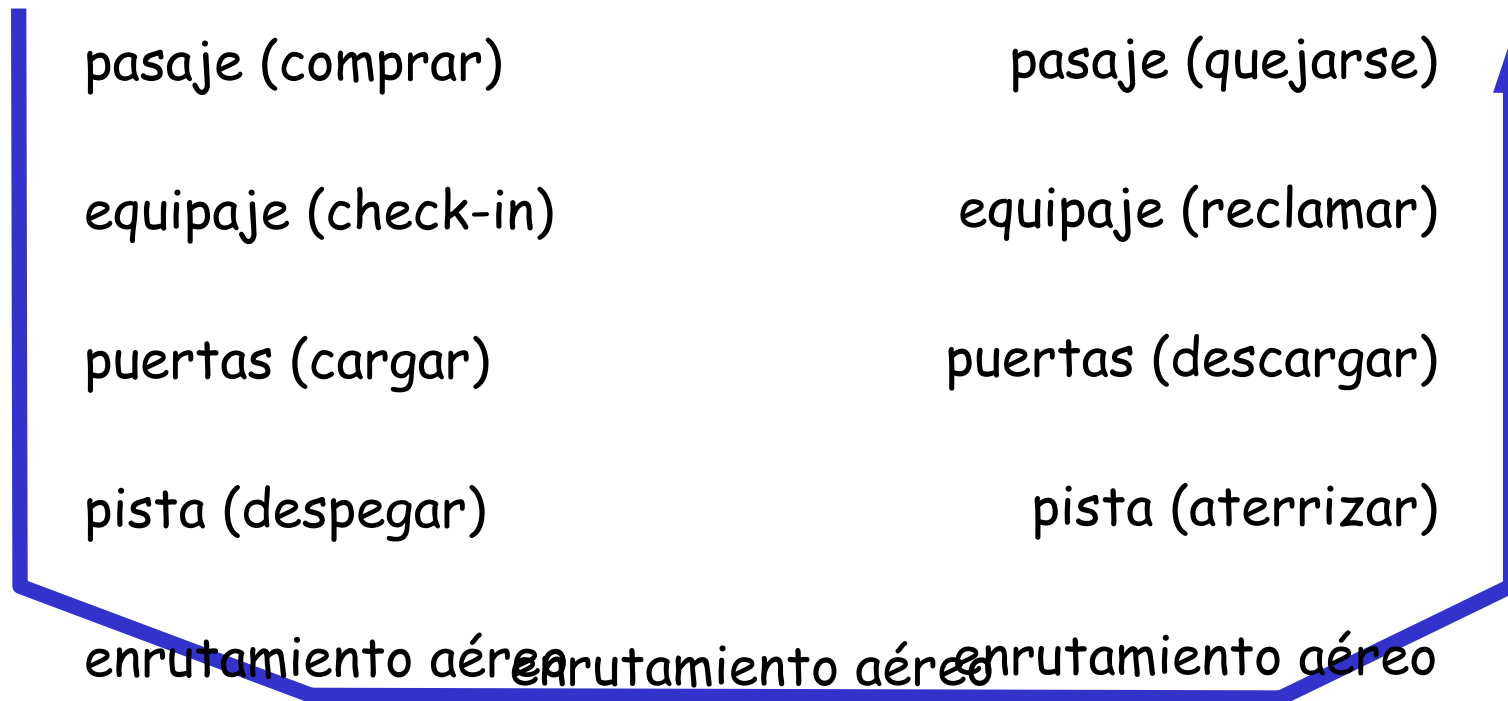 pasaje (comprar)
pasaje (quejarse)
equipaje (check-in)
equipaje (reclamar)
puertas (cargar)
puertas (descargar)
pista (despegar)
pista (aterrizar)
enrutamiento aéreo
enrutamiento aéreo
enrutamiento aéreo